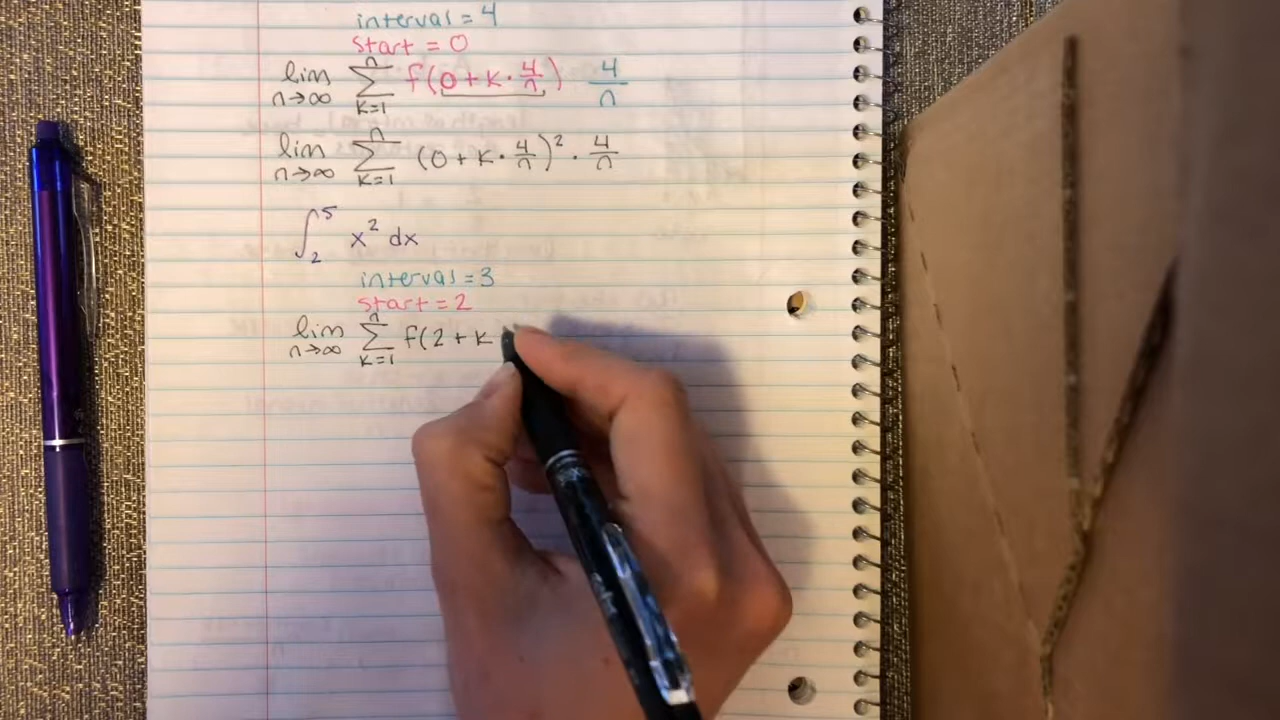 interval = 4
start = 0
lim n→∞ Σ n k=1 f(0 + k · 4/n) 4/n
lim n→∞ Σ n k=1 (0 + k · 4/n)² · 4/n
∫₂⁵ x² dx
interval = 3
start = 2
lim n→∞ Σ n k=1 f(2 + k